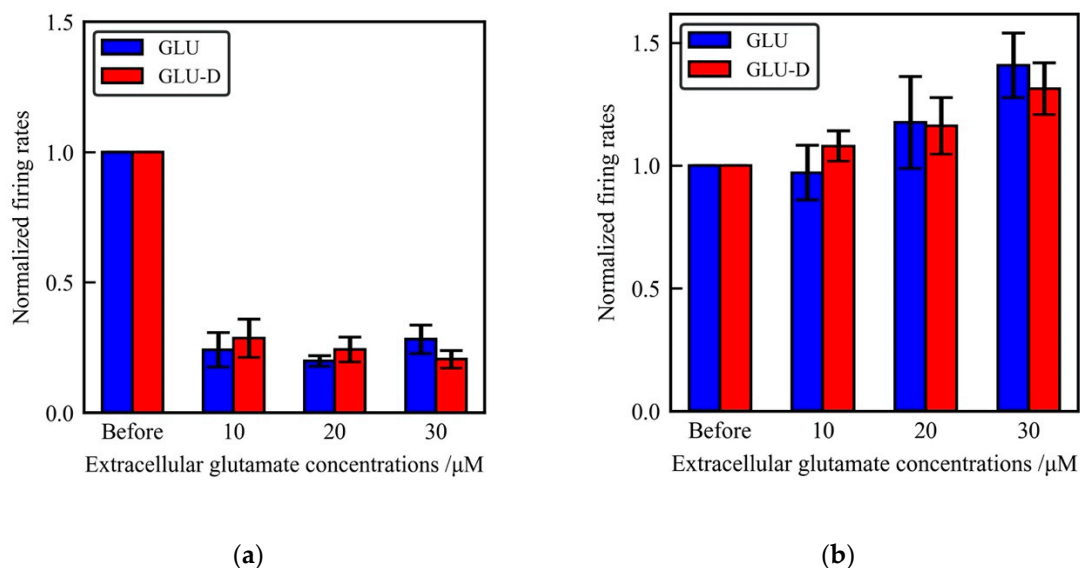 1.5
GLU
GLU-D
1.0
0.5
0.0
Normalized firing rates
Before 10 20 30
Extracellular glutamate concentrations /μM
(a)
1.5
GLU
GLU-D
1.0
0.5
0.0
Normalized firing rates
Before 10 20 30
Extracellular glutamate concentrations /μM
(b)